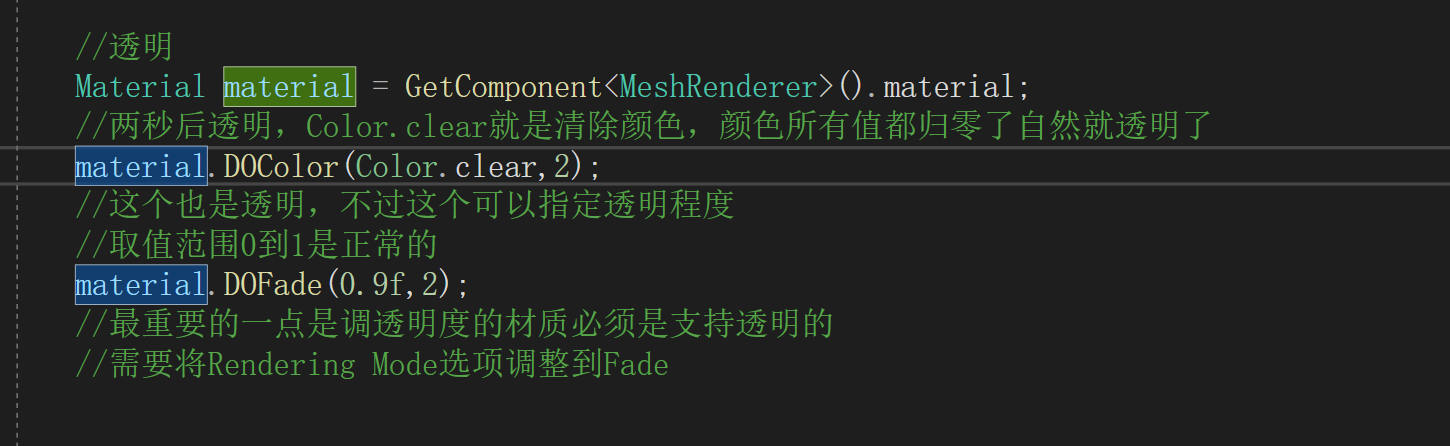 //透明
Material material = GetComponent<MeshRenderer>().material;
//两秒后透明，Color.clear就是清除颜色，颜色所有值都归零了自然就透明了
material.DOColor(Color.clear,2);
//这个也是透明，不过这个可以指定透明程度
//取值范围0到1是正常的
material.DOFade(0.9f,2);
//最重要的一点是调透明度的材质必须是支持透明的
//需要将Rendering Mode选项调整到Fade